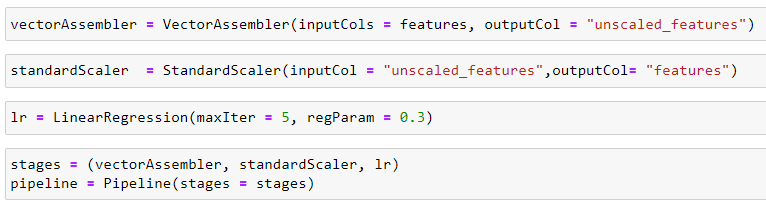 vectorAssembler = VectorAssembler(inputCols = features, outputCol = "unscaled_features")
standardScaler  = StandardScaler(inputCol = "unscaled_features",outputCol= "features")
lr = LinearRegression(maxIter = 5, regParam = 0.3)
stages = (vectorAssembler, standardScaler, lr)
pipeline = Pipeline(stages = stages)